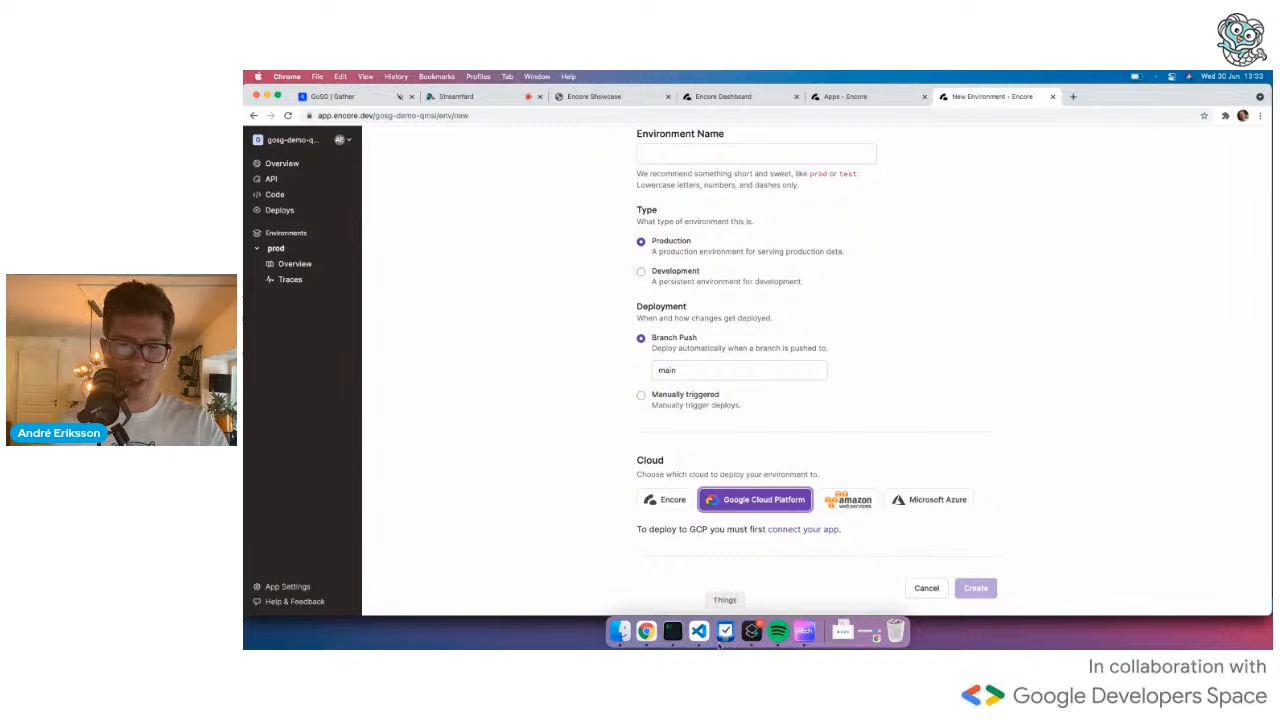 Chrome File Edit View History Bookmarks Profiles Tab Window Help Wed 30 Jun 13:33
GoSG | Gather StreamYard Encore Showcase Encore Dashboard Apps - Encore New Environment - Encore
app.encore.dev/gosg-demo-qmsi/env/new
gosg-demo-q... AE
Overview
API
Code
Deploys
Environments
prod
Overview
Traces
App Settings
Help & Feedback
Environment Name
We recommend something short and sweet, like prod or test.
Lowercase letters, numbers, and dashes only.
Type
What type of environment this is.
Production
A production environment for serving production data.
Development
A persistent environment for development.
Deployment
When and how changes get deployed.
Branch Push
Deploy automatically when a branch is pushed to.
main
Manually triggered
Manually trigger deploys.
Cloud
Choose which cloud to deploy your environment to.
Encore Google Cloud Platform amazon web services Microsoft Azure
To deploy to GCP you must first connect your app.
Cancel Create
Things
Pitch
André Eriksson
In collaboration with
Google Developers Space